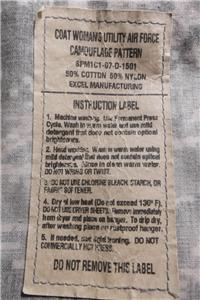 COAT WOMAN'S UTILITY AIR FORCE
CAMOUFLAGE PATTERN
SPM1C1-07-D-1501
50% COTTON 50% NYLON
EXCEL MANUFACTURING
INSTRUCTION LABEL
1. Machine washing. Use Permanent Press
Cycle. Wash in warm water and use mild
detergent that does not contain optical
brighteners.
2. Hand washing. Wash in warm water using
mild detergent that does not contain optical
brighteners. Rinse in clean warm water.
DO NOT WRING OR TWIST.
3. DO NOT USE CHLORINE BLEACH, STARCH, OR
FABRIC SOFTENER.
4. Dry at low heat (Do not exceed 130° F).
DO NOT USE DRYER SHEETS. Remove immediately
from dryer and place on hanger. To drip dry,
after washing place on rustproof hanger.
5. If needed, use light ironing. DO NOT
COMMERCIALLY HOT PRESS.
DO NOT REMOVE THIS LABEL